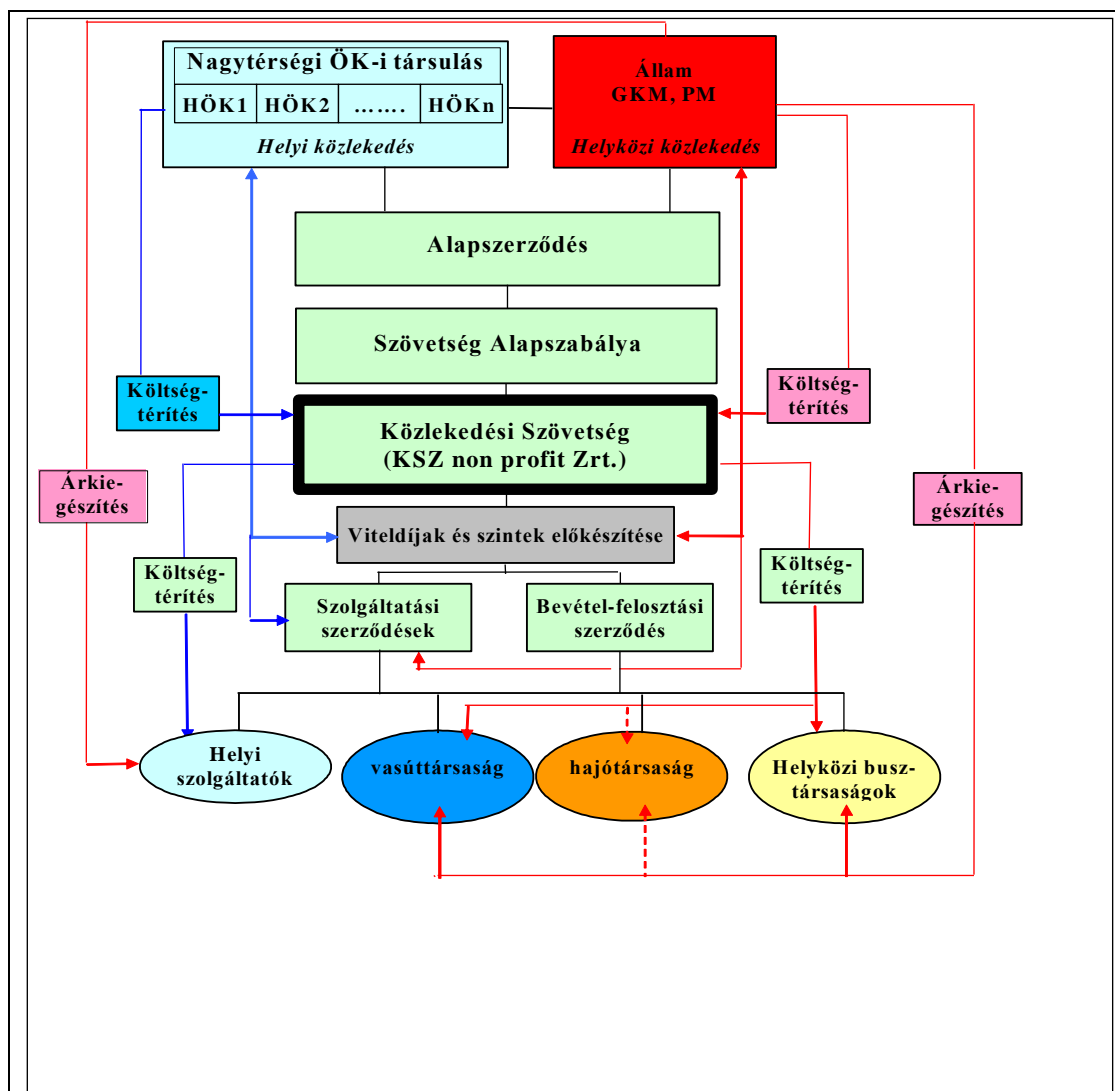 Nagytérségi ÖK-i társulás
HÖK1 HÖK2 ……. HÖKn
Helyi közlekedés
Állam
GKM, PM
Helyközi közlekedés
Alapszerződés
Szövetség Alapszabálya
Költség-
térítés
Költség-
térítés
Közlekedési Szövetség
(KSZ non profit Zrt.)
Árkie-
gészítés
Árkie-
gészítés
Viteldíjak és szintek előkészítése
Költség-
térítés
Költség-
térítés
Szolgáltatási
szerződések
Bevétel-felosztási
szerződés
Helyi
szolgáltatók
vasúttársaság
hajótársaság
Helyközi busz-
társaságok